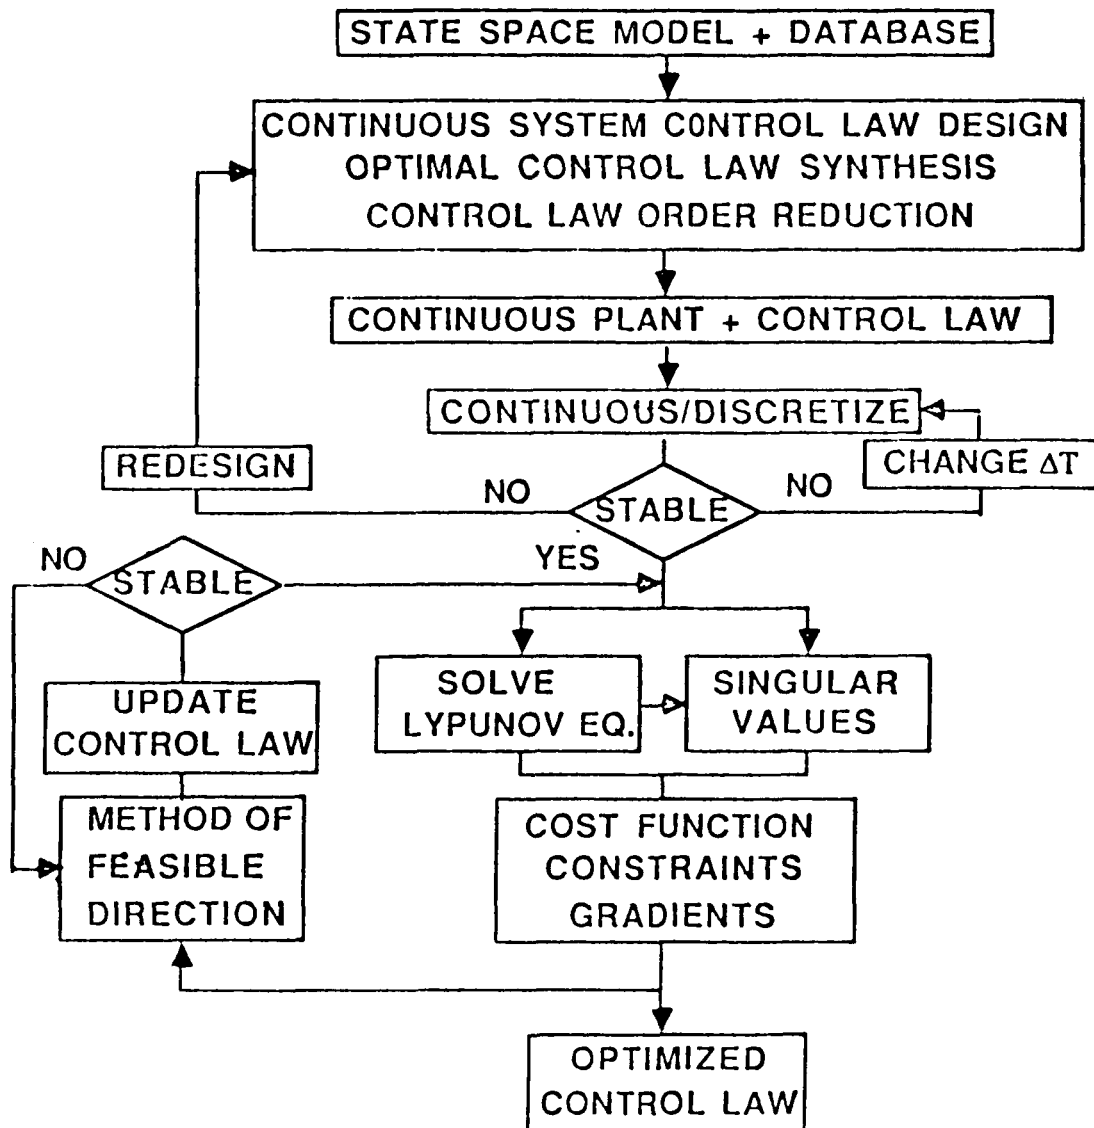 STATE SPACE MODEL + DATABASE
CONTINUOUS SYSTEM CONTROL LAW DESIGN
OPTIMAL CONTROL LAW SYNTHESIS
CONTROL LAW ORDER REDUCTION
CONTINUOUS PLANT + CONTROL LAW
CONTINUOUS/DISCRETIZE
REDESIGN
CHANGE ΔT
NO
STABLE
NO
YES
NO
STABLE
UPDATE
CONTROL LAW
METHOD OF
FEASIBLE
DIRECTION
SOLVE
LYPUNOV EQ.
SINGULAR
VALUES
COST FUNCTION
CONSTRAINTS
GRADIENTS
OPTIMIZED
CONTROL LAW